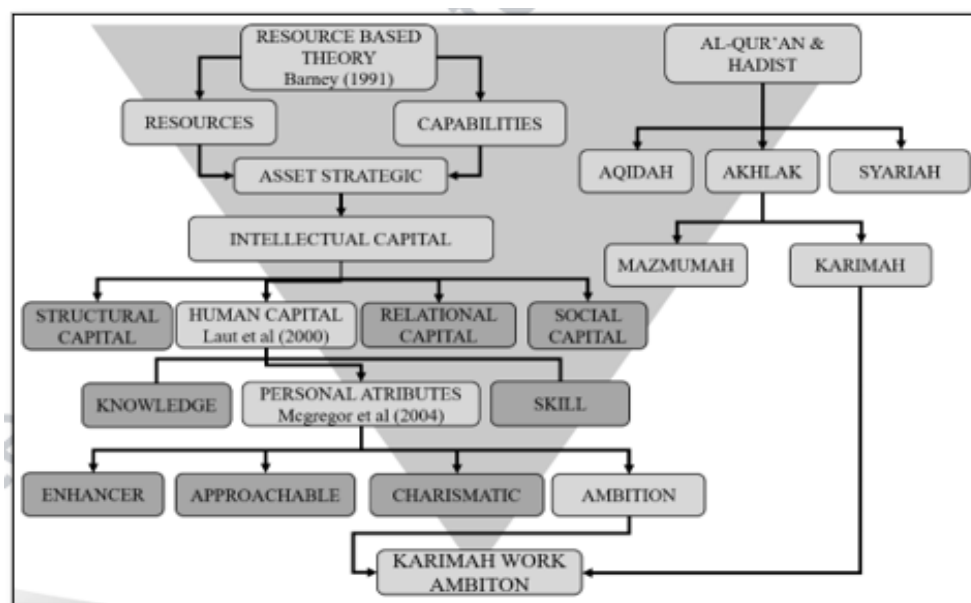 RESOURCE BASED
THEORY
Barney (1991)
AL-QUR'AN &
HADIST
RESOURCES
CAPABILITIES
ASSET STRATEGIC
AQIDAH
AKHLAK
SYARIAH
INTELLECTUAL CAPITAL
MAZMUMAH
KARIMAH
STRUCTURAL
CAPITAL
HUMAN CAPITAL
Laut et al (2000)
RELATIONAL
CAPITAL
SOCIAL
CAPITAL
KNOWLEDGE
PERSONAL ATRIBUTES
Mcgregor et al (2004)
SKILL
ENHANCER
APPROACHABLE
CHARISMATIC
AMBITION
KARIMAH WORK
AMBITON